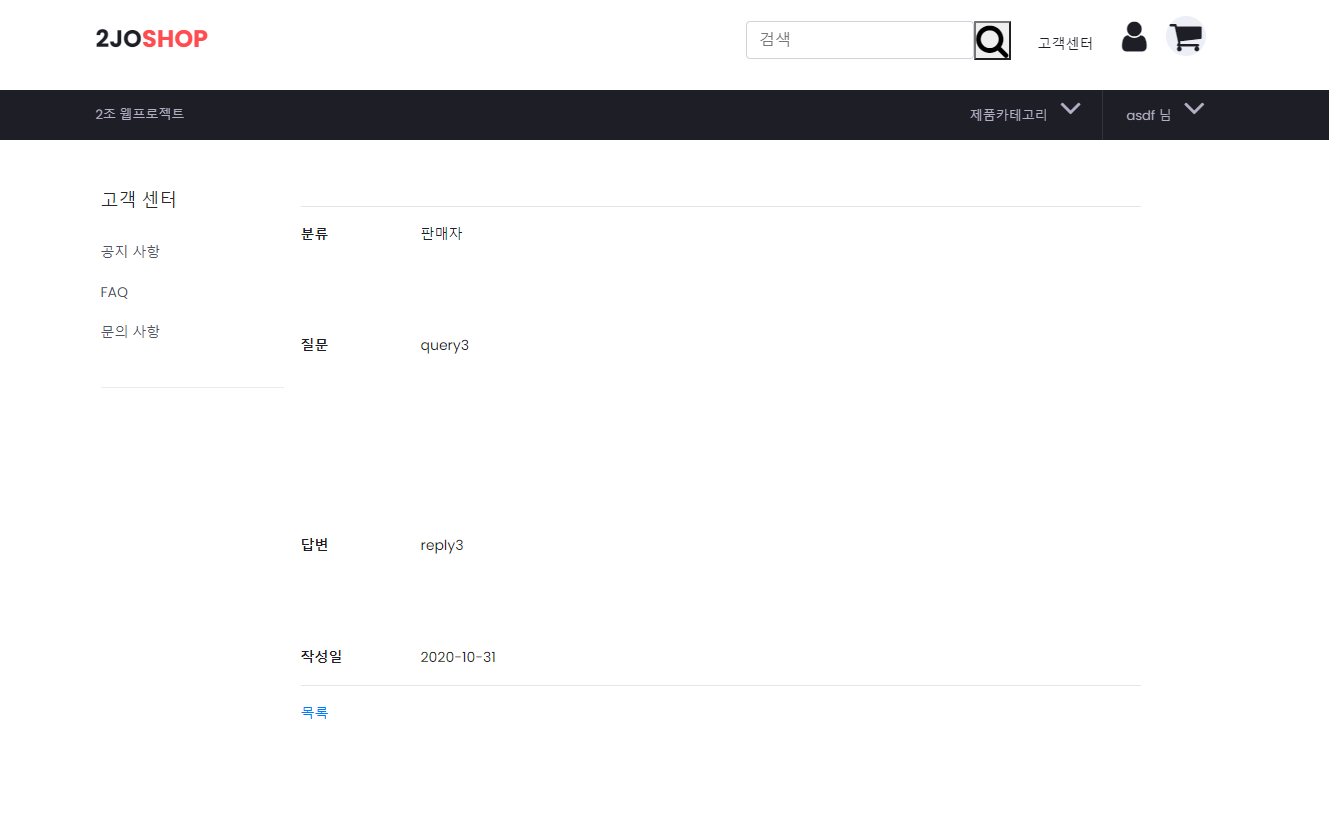 2JOSHOP
검색
고객센터
2조 웹프로젝트
제품카테고리
asdf 님
고객 센터
공지 사항
FAQ
문의 사항
분류 판매자
질문 query3
답변 reply3
작성일 2020-10-31
목록